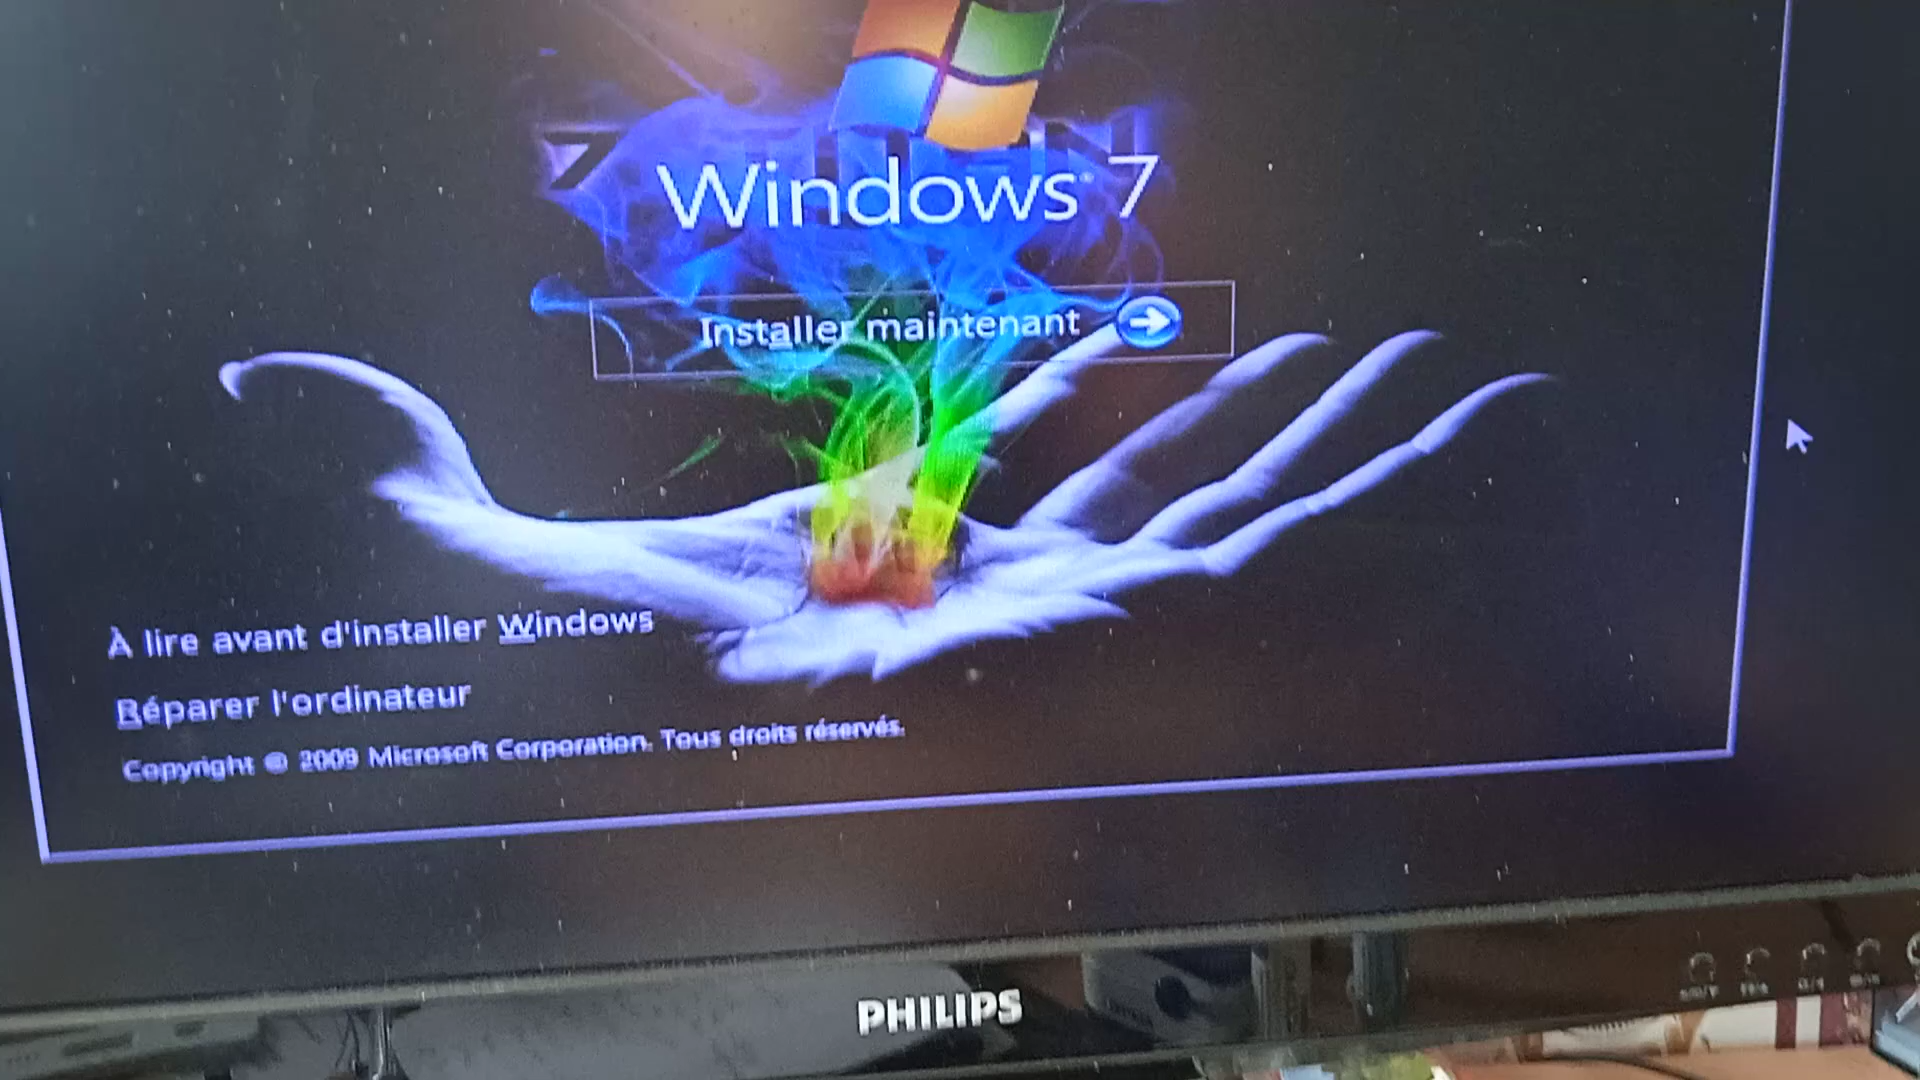 Windows 7
Installer maintenant
À lire avant d'installer Windows
Réparer l'ordinateur
Copyright © 2009 Microsoft Corporation. Tous droits réservés.
PHILIPS